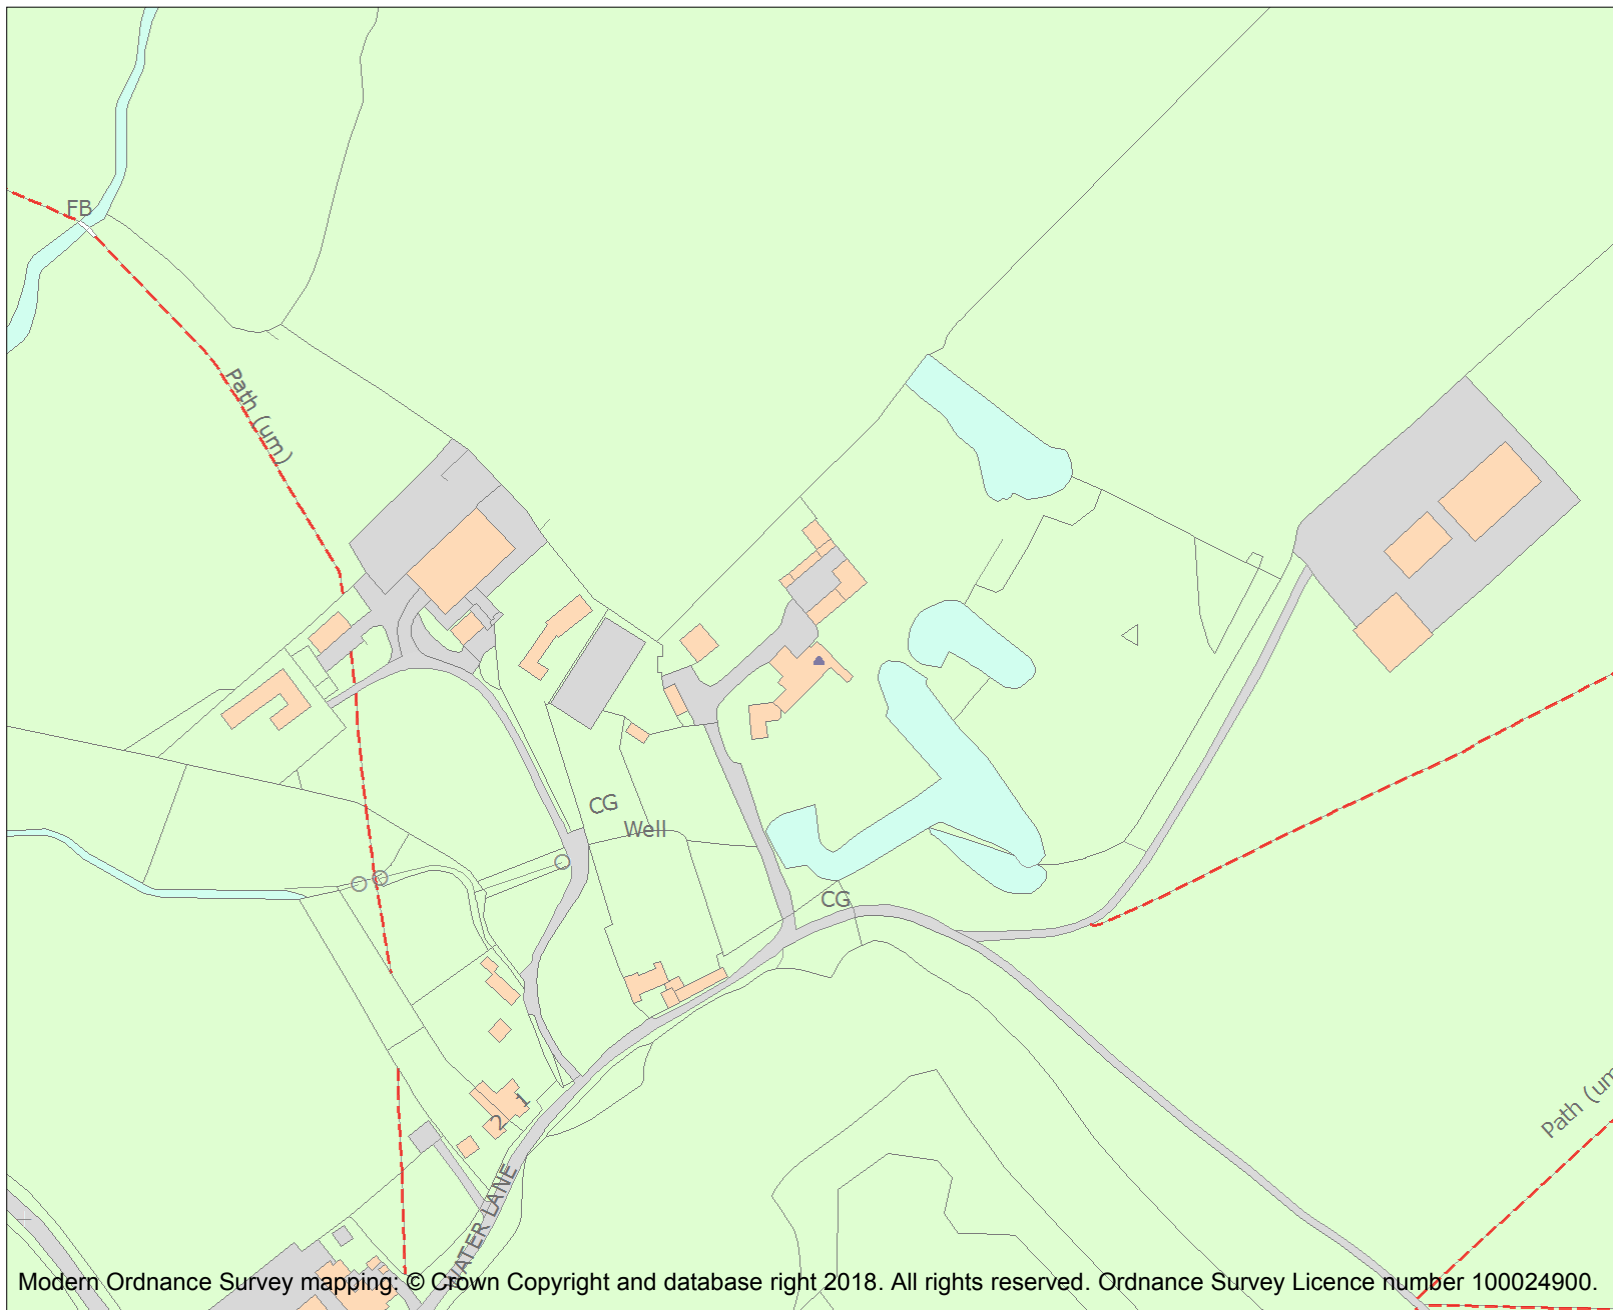 FB
Path (um)
CG
Well
CG
1
2
Path (um
WATER LANE
Modern Ordnance Survey mapping: © Crown Copyright and database right 2018. All rights reserved. Ordnance Survey Licence number 100024900.